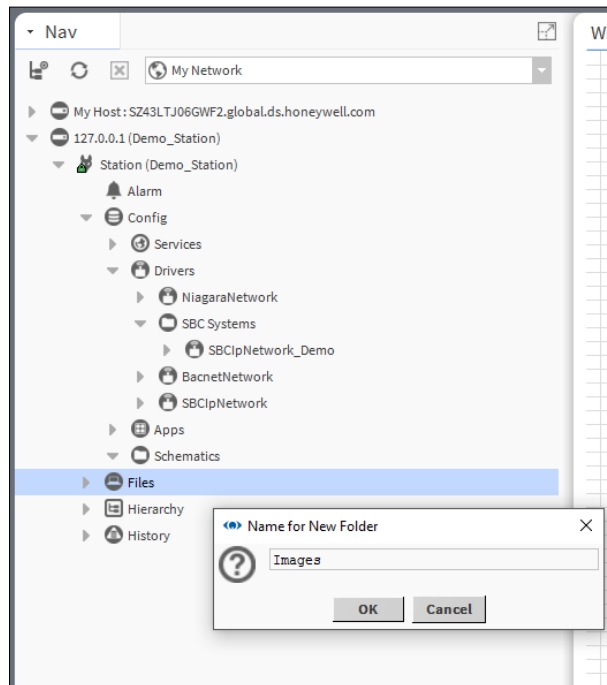 Nav
W
My Network
My Host : SZ43LTJ06GWF2.global.ds.honeywell.com
127.0.0.1 (Demo_Station)
Station (Demo_Station)
Alarm
Config
Services
Drivers
NiagaraNetwork
SBC Systems
SBCIpNetwork_Demo
BacnetNetwork
SBCIpNetwork
Apps
Schematics
Files
Hierarchy
History
Name for New Folder
Images
OK Cancel